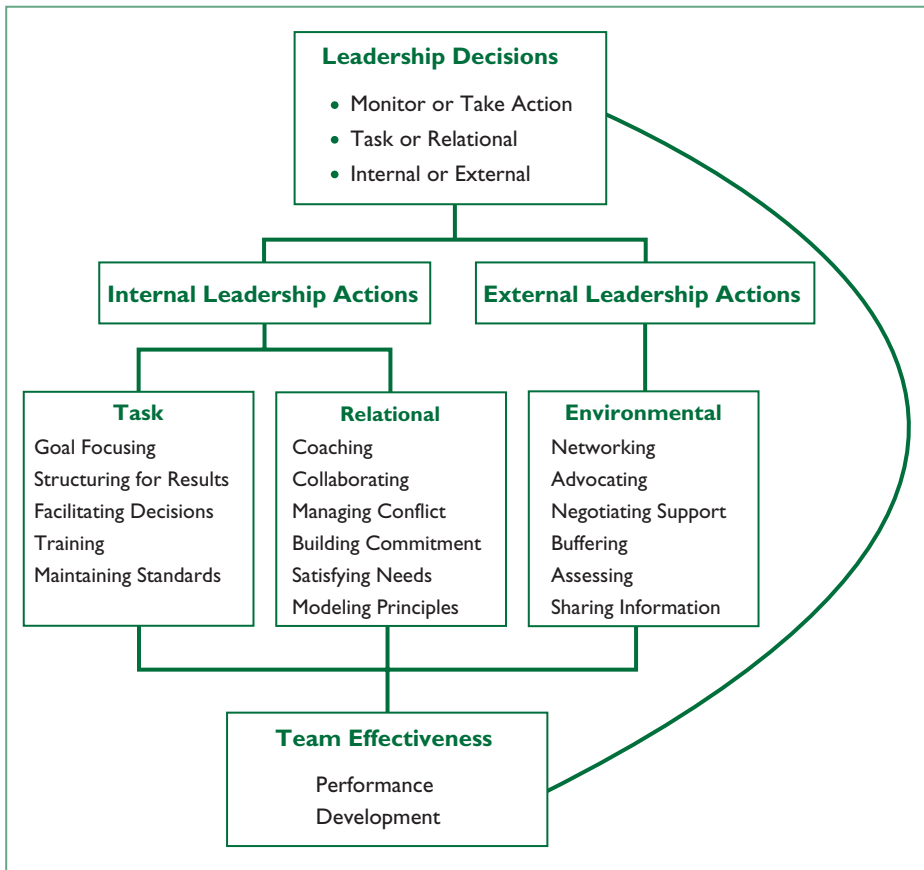 Leadership Decisions
• Monitor or Take Action
• Task or Relational
• Internal or External
Internal Leadership Actions
External Leadership Actions
Task
Goal Focusing
Structuring for Results
Facilitating Decisions
Training
Maintaining Standards
Relational
Coaching
Collaborating
Managing Conflict
Building Commitment
Satisfying Needs
Modeling Principles
Environmental
Networking
Advocating
Negotiating Support
Buffering
Assessing
Sharing Information
Team Effectiveness
Performance
Development